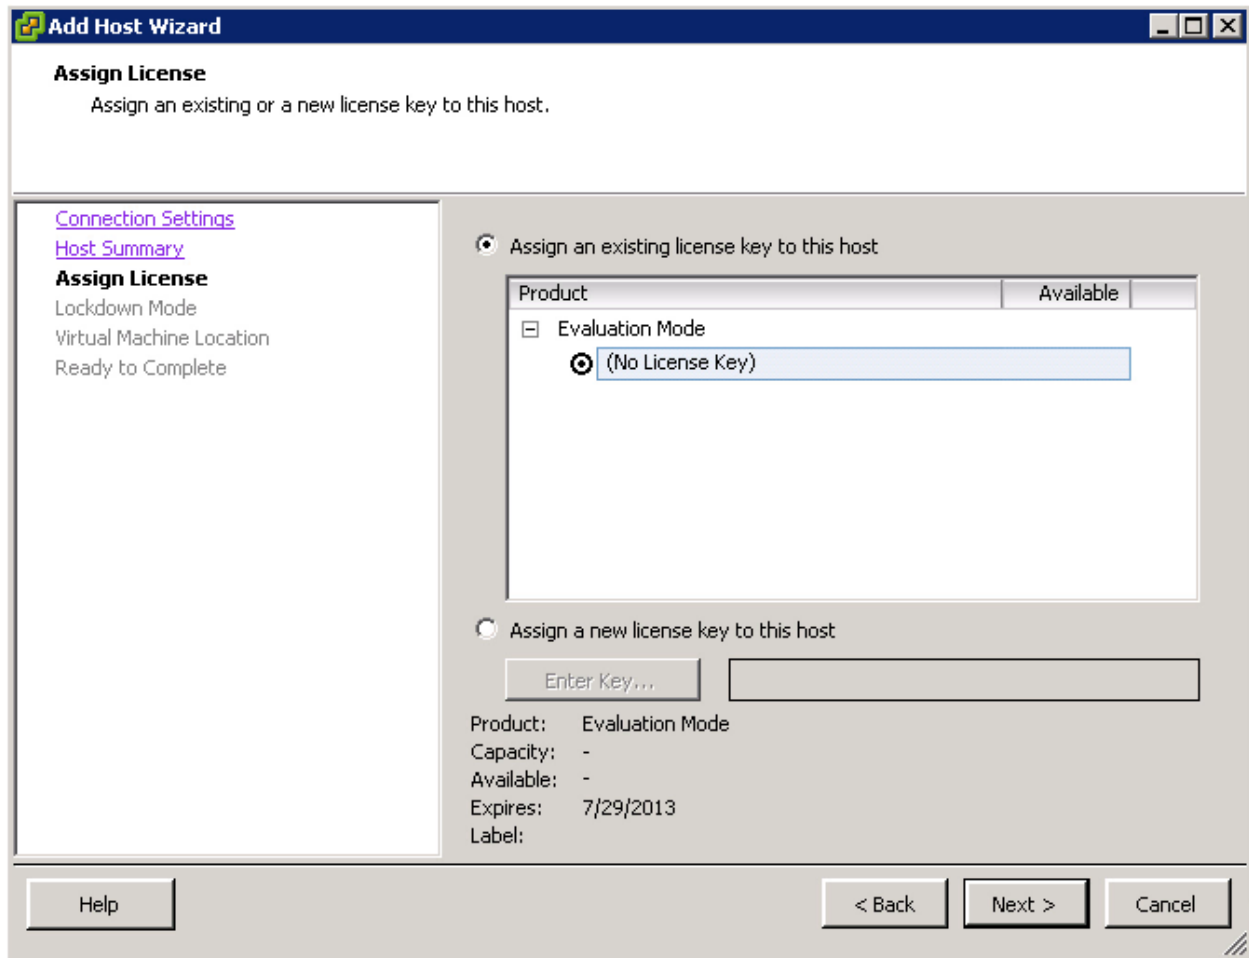 Add Host Wizard
Assign License
Assign an existing or a new license key to this host.
Connection Settings
Host Summary
Assign License
Lockdown Mode
Virtual Machine Location
Ready to Complete
Assign an existing license key to this host
Product Available
Evaluation Mode
(No License Key)
Assign a new license key to this host
Enter Key...
Product: Evaluation Mode
Capacity: -
Available: -
Expires: 7/29/2013
Label:
Help < Back Next > Cancel